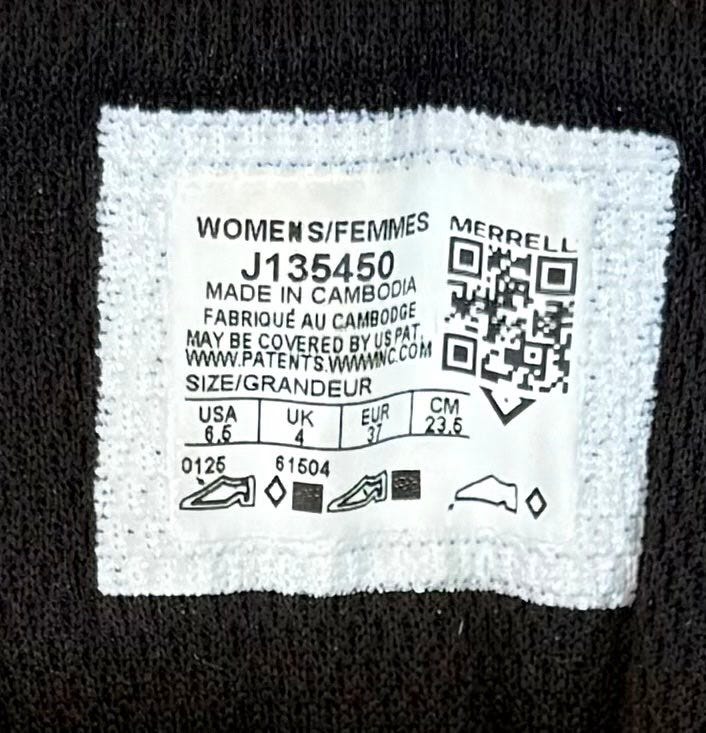 WOMENS/FEMMES
MERRELL
J135450
MADE IN CAMBODIA
FABRIQUÉ AU CAMBODGE
MAY BE COVERED BY US PAT.
WWW.PATENTS.WWWINC.COM
SIZE/GRANDEUR
USA UK EUR CM
6.5 4 37 23.5
0125 61504